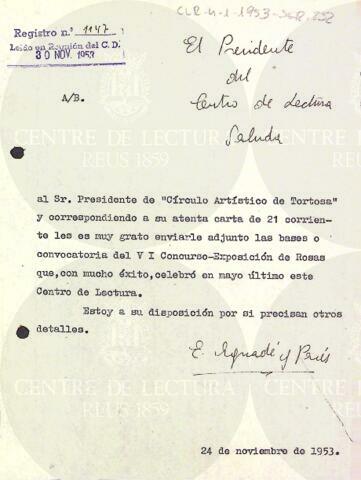 CLR-4-1-1953-SGR.252
Registro n.º 1147
Leído en Reunión del C.D.
30 NOV. 1953
A/B.
El Presidente
del
Centro de Lectura
Saluda
al Sr. Presidente de "Círculo Artístico de Tortosa"
y correspondiendo a su atenta carta de 21 corrien-
te les es muy grato enviarle adjunto las bases o
convocatoria del V I Concurso-Exposición de Rosas
que, con mucho éxito, celebró en mayo último este
Centro de Lectura.
Estoy a su disposición por si precisan otros
detalles.
E. Aguadé y Parés
24 de noviembre de 1953.
CENTRE DE LECTURA
REUS 1859
CENTRE DE LECTURA
REUS 1859